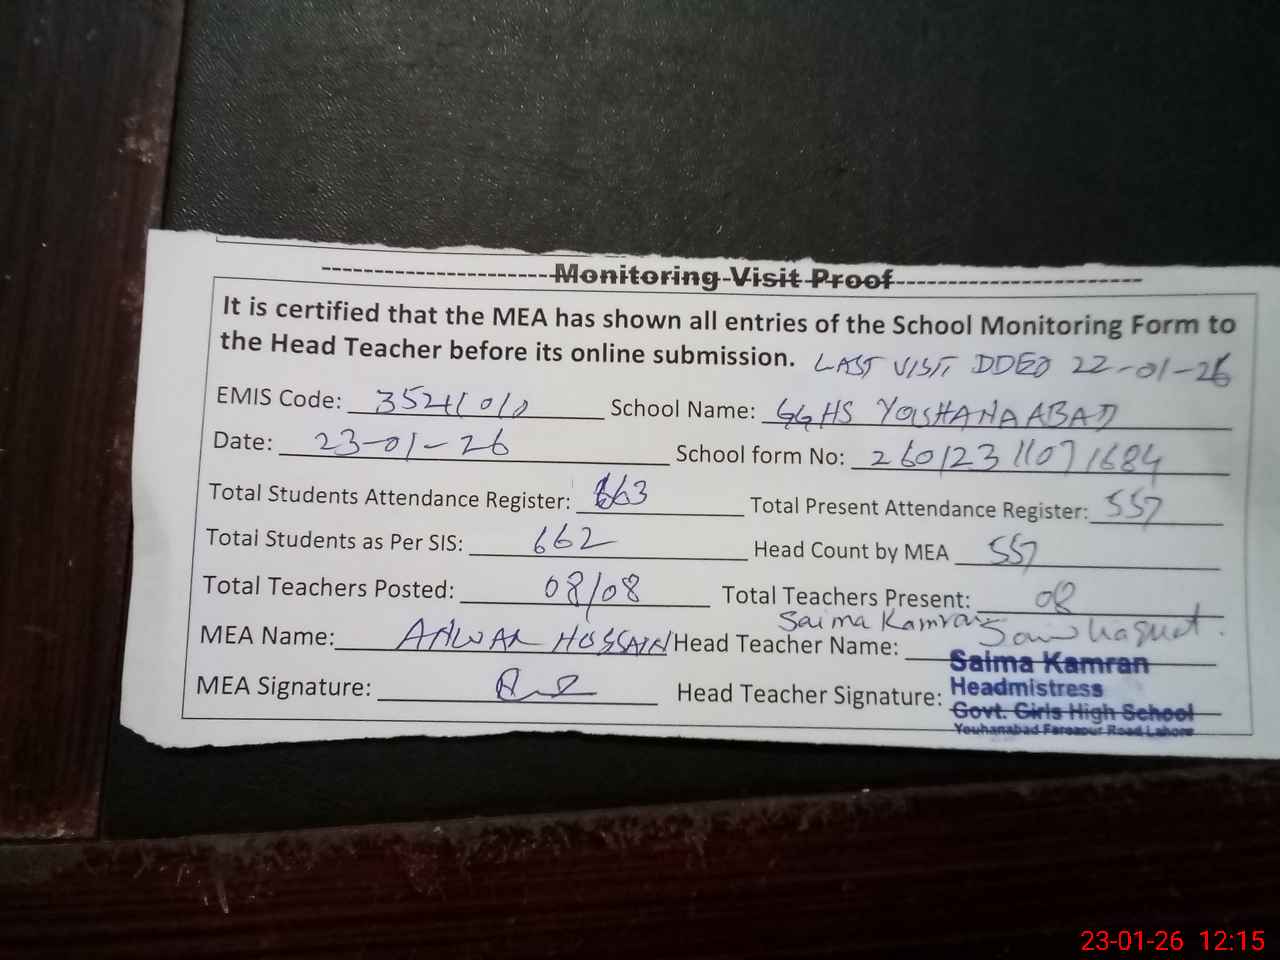 Monitoring Visit Proof
It is certified that the MEA has shown all entries of the School Monitoring Form to
the Head Teacher before its online submission. LAST VISIT DDEO 22-01-26
EMIS Code: 35211010 School Name: GGHS YOUHANAABAD
Date: 23-01-26 School form No: 26012311071684
Total Students Attendance Register: 663 Total Present Attendance Register: 557
Total Students as Per SIS: 662 Head Count by MEA 557
Total Teachers Posted: 08/08 Total Teachers Present: 08
MEA Name: ANWAR HUSSAIN Head Teacher Name: Saima Kamran
MEA Signature: Head Teacher Signature:
Saima Kamran
Headmistress
Govt. Girls High School
Youhanabad Ferozpur Road Lahore
23-01-26 12:15